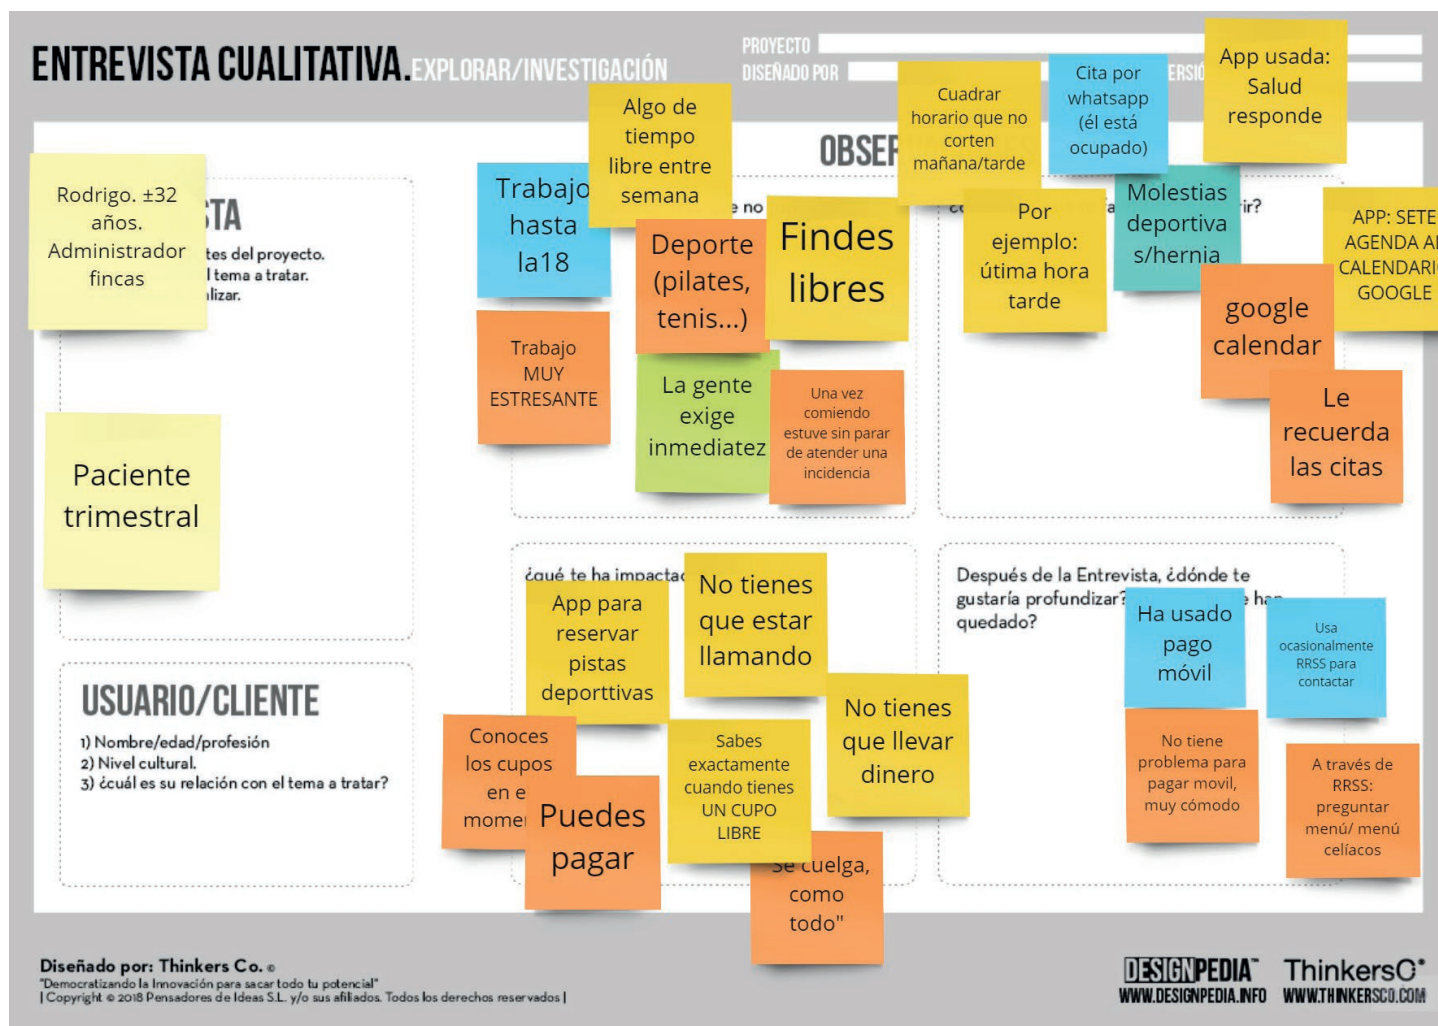 ENTREVISTA CUALITATIVA.EXPLORAR/INVESTIGACIÓN
PROYECTO
DISEÑADO POR
Rodrigo. ±32
años.
Administrador
fincas
tes del proyecto.
l tema a tratar.
lizar.
Paciente
trimestral
USUARIO/CLIENTE
1) Nombre/edad/profesión
2) Nivel cultural.
3) ¿cuál es su relación con el tema a tratar?
Algo de
tiempo
libre entre
semana
Trabajo
hasta
la18
Deporte
(pilates,
tenis...)
e no
Findes
libres
Trabajo
MUY
ESTRESANTE
La gente
exige
inmediatez
Una vez
comiendo
estuve sin parar
de atender una
incidencia
Cuadrar
horario que no
corten
mañana/tarde
Cita por
whatsapp
(él está
ocupado)
App usada:
Salud
responde
Por
ejemplo:
útima hora
tarde
Molestias
deportiva
s/hernia
rir?
APP: SETE
AGENDA AL
CALENDARIO
GOOGLE
google
calendar
Le
recuerda
las citas
¿qué te ha impactad
App para
reservar
pistas
deporttivas
No tienes
que estar
llamando
No tienes
que llevar
dinero
Conoces
los cupos
en e
momen
Puedes
pagar
Sabes
exactamente
cuando tienes
UN CUPO
LIBRE
Se cuelga,
como
todo"
Después de la Entrevista, ¿dónde te
gustaría profundizar?
han
quedado?
Ha usado
pago
móvil
Usa
ocasionalmente
RRSS para
contactar
No tiene
problema para
pagar movil,
muy cómodo
A través de
RRSS:
preguntar
menú/ menú
celíacos
Diseñado por: Thinkers Co. ©
"Democratizando la Innovación para sacar todo tu potencial"
| Copyright © 2018 Pensadores de Ideas S.L. y/o sus afiliados. Todos los derechos reservados |
DESIGNPEDIA™
WWW.DESIGNPEDIA.INFO
ThinkersCo
WWW.THINKERSCO.COM